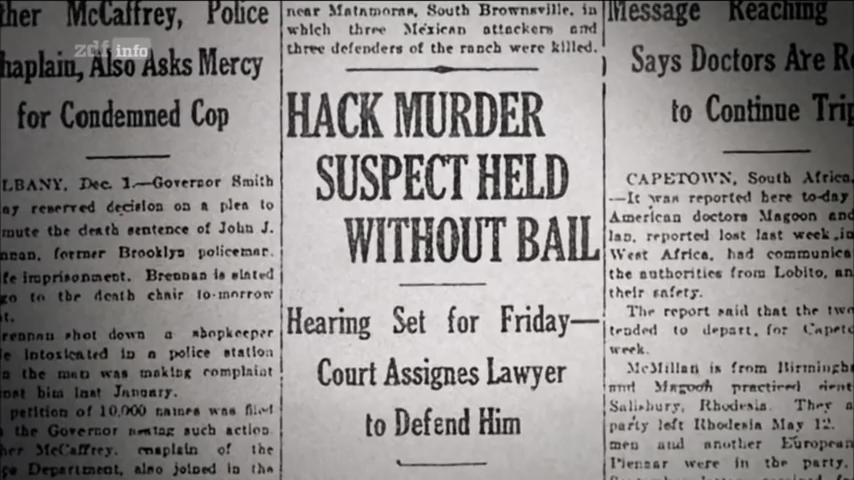 zdf info
ther McCaffrey, Police
haplain, Also Asks Mercy
for Condemned Cop
LBANY, Dec. 1.—Governor Smith
ay reserved decision on a plea to
mute the death sentence of John J.
nnan, former Brooklyn policeman.
fe imprisonment. Brennan is slated
go to the death chair to-morrow
t.
rennan shot down a shopkeeper
e intoxicated in a police station
n the man was making complaint
nst him last January.
petition of 10,000 names was filed
the Governor such action.
her McCaffrey, chaplain of the
ge Department, also joined in the
near Matamoras, South Brownsville, in
which three Mexican attackers and
three defenders of the ranch were killed.
HACK MURDER
SUSPECT HELD
WITHOUT BAIL
Hearing Set for Friday—
Court Assignes Lawyer
to Defend Him
Message Reaching
Says Doctors Are Re
to Continue Trip
CAPETOWN, South Africa,
—It was reported here to-day
American doctors Magoon and
lan, reported lost last week, in
West Africa, had communica
the authorities from Lobito, an
their safety.
The report said that the two
tended to depart, for Capeto
week.
McMillan is from Birmingha
and Magoon practiced dent
Salisbury, Rhodesia. They a
party left Rhodesia May 12.
men and another European
Pienaar were in the party.